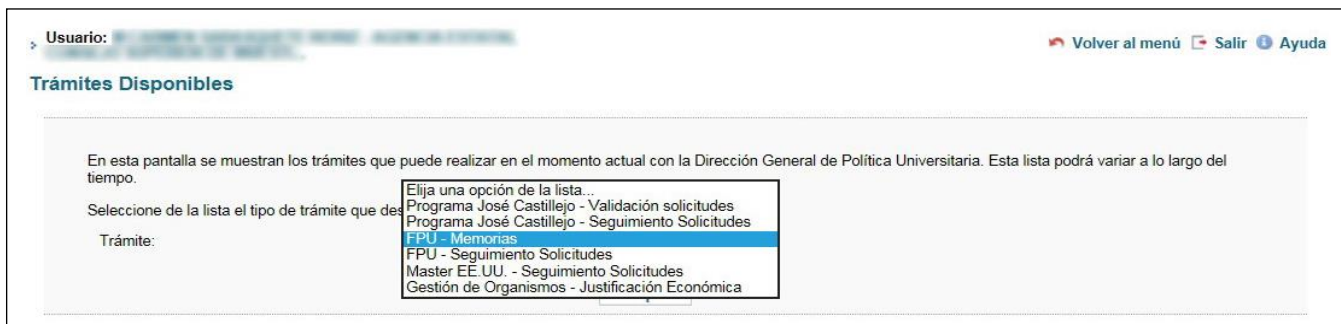 Usuario:
Volver al menú Salir Ayuda
Trámites Disponibles
En esta pantalla se muestran los trámites que puede realizar en el momento actual con la Dirección General de Política Universitaria. Esta lista podrá variar a lo largo del
tiempo.
Seleccione de la lista el tipo de trámite que
Trámite:
Elija una opción de la lista...
Programa José Castillejo - Validación solicitudes
Programa José Castillejo - Seguimiento Solicitudes
FPU - Memorias
FPU - Seguimiento Solicitudes
Master EE.UU. - Seguimiento Solicitudes
Gestión de Organismos - Justificación Económica